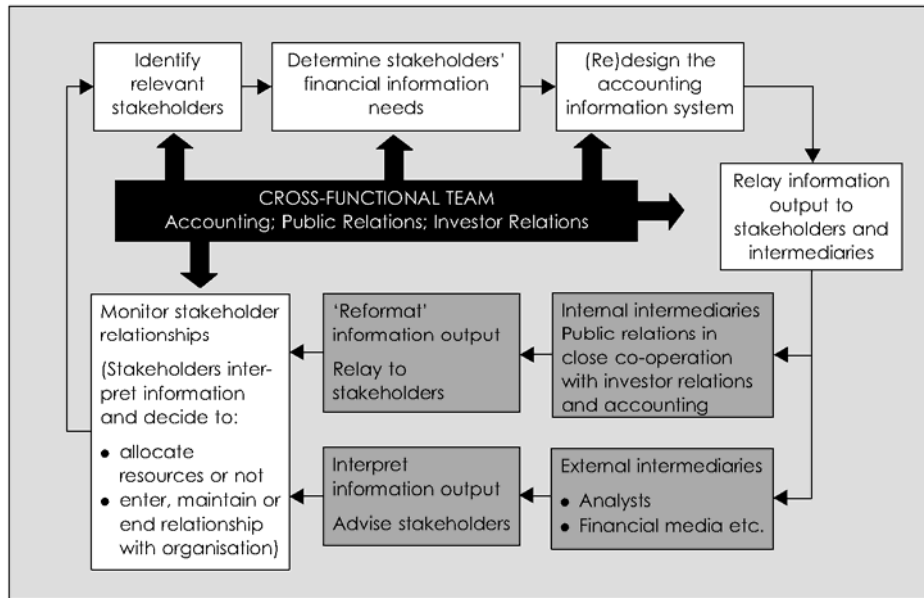 Identify
relevant
stakeholders
Determine stakeholders'
financial information
needs
(Re)design the
accounting
information system
CROSS-FUNCTIONAL TEAM
Accounting; Public Relations; Investor Relations
Relay information
output to
stakeholders and
intermediaries
Monitor stakeholder
relationships
(Stakeholders inter-
pret information
and decide to:
• allocate
resources or not
• enter, maintain or
end relationship
with organisation)
'Reformat'
information output
Relay to
stakeholders
Internal intermediaries
Public relations in
close co-operation
with investor relations
and accounting
Interpret
information output
Advise stakeholders
External intermediaries
• Analysts
• Financial media etc.